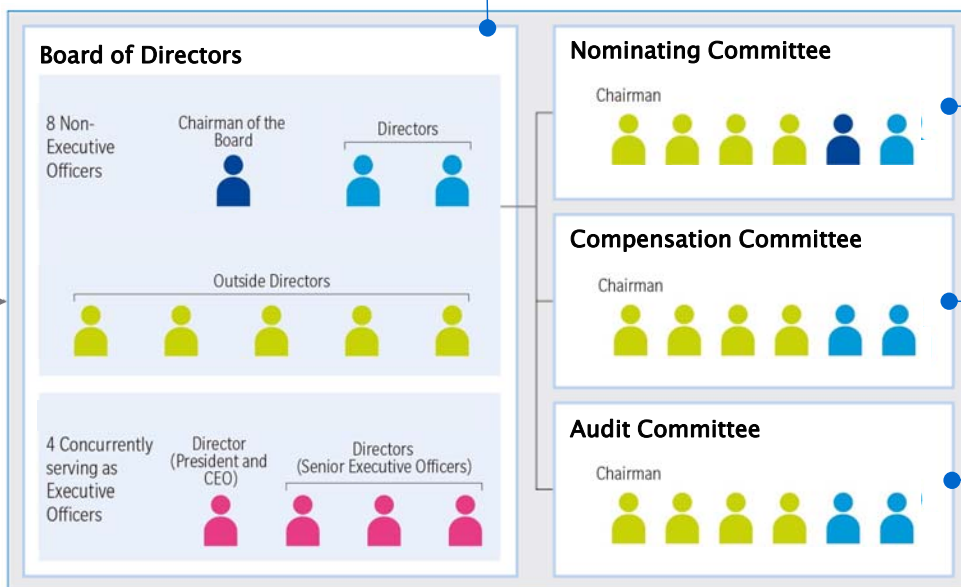 Board of Directors
8 Non-
Executive
Officers
Chairman of the
Board
Directors
Outside Directors
4 Concurrently
serving as
Executive
Officers
Director
(President and
CEO)
Directors
(Senior Executive Officers)
Nominating Committee
Chairman
Compensation Committee
Chairman
Audit Committee
Chairman